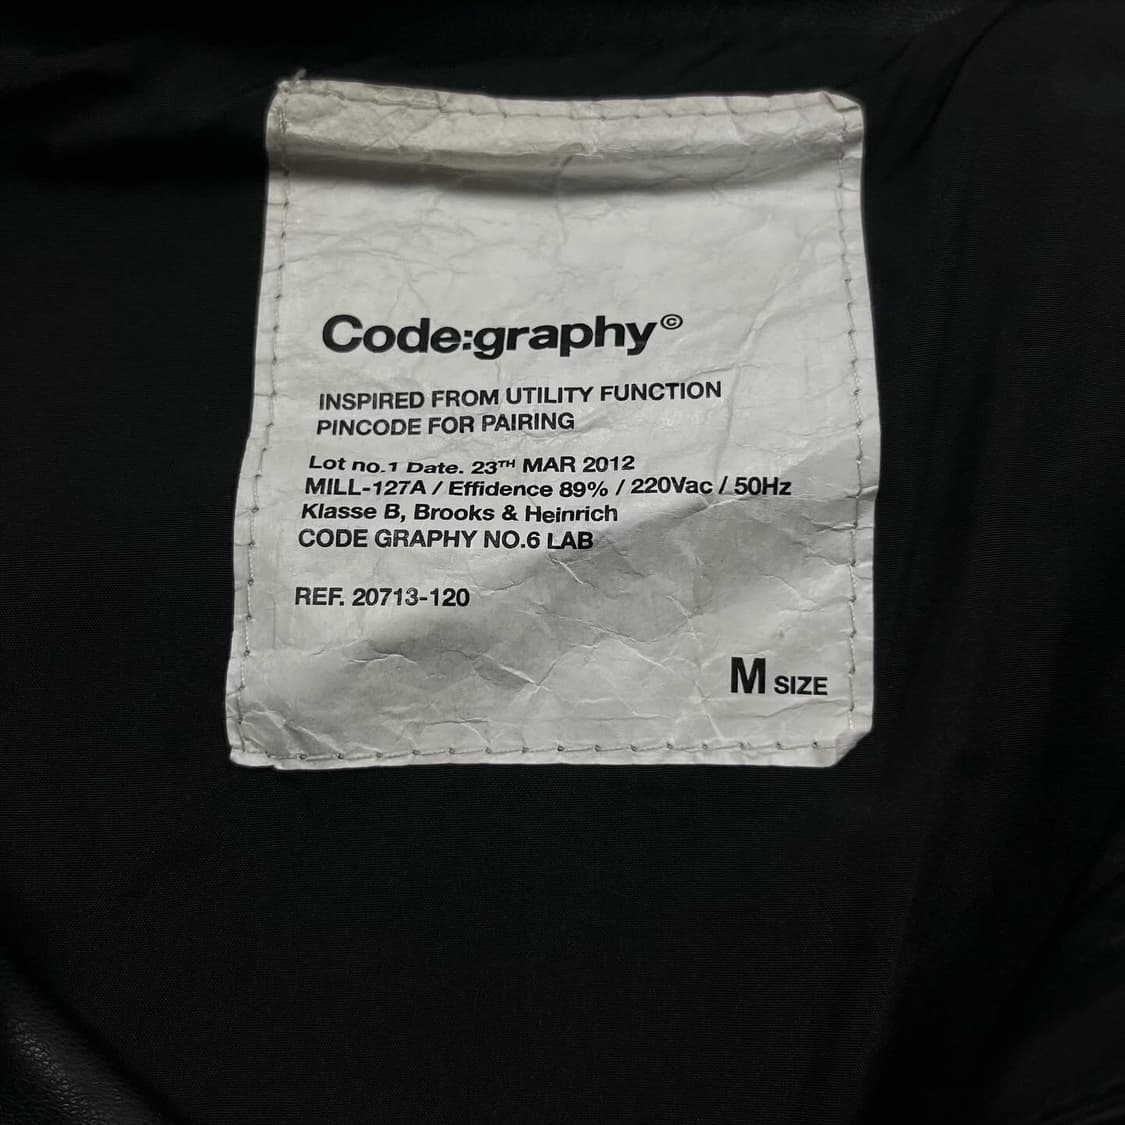 Code:graphy©
INSPIRED FROM UTILITY FUNCTION
PINCODE FOR PAIRING
Lot no.1 Date. 23TH MAR 2012
MILL-127A / Effidence 89% / 220Vac / 50Hz
Klasse B, Brooks & Heinrich
CODE GRAPHY NO.6 LAB
REF. 20713-120
M SIZE